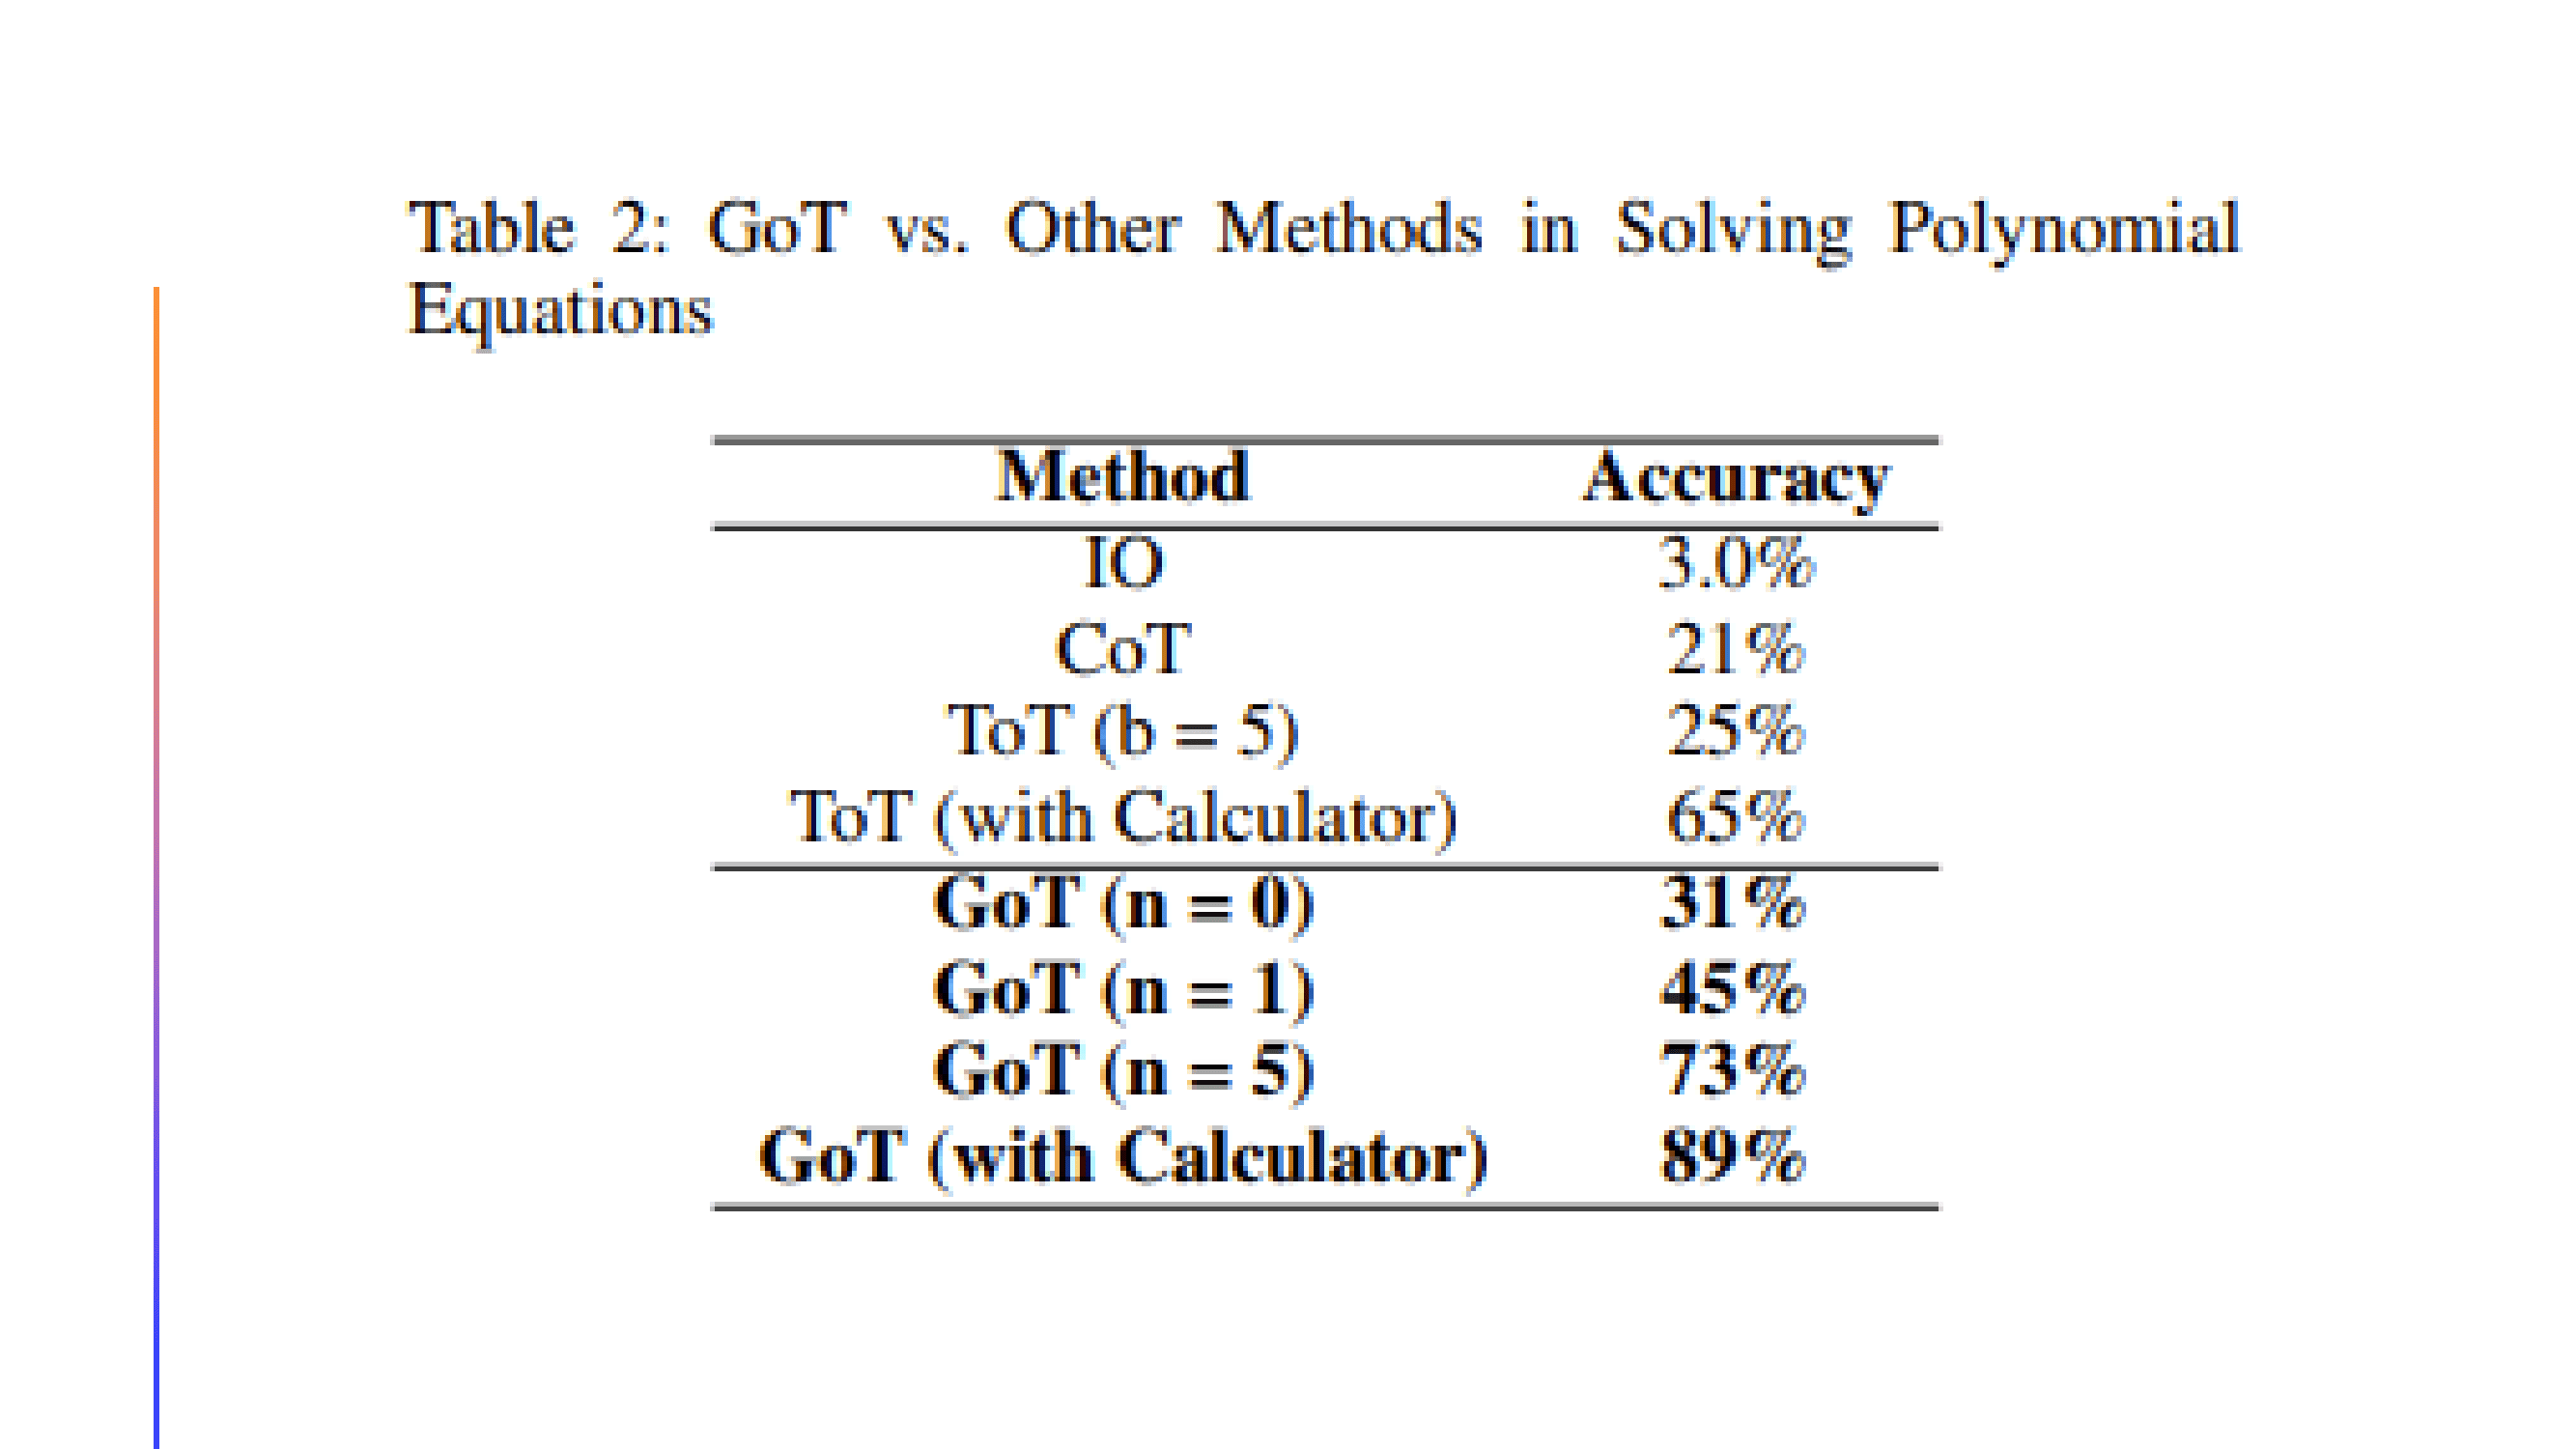 Table 2: GoT vs. Other Methods in Solving Polynomial
Equations
Method Accuracy
IO 3.0%
CoT 21%
ToT (b = 5) 25%
ToT (with Calculator) 65%
GoT (n = 0) 31%
GoT (n = 1) 45%
GoT (n = 5) 73%
GoT (with Calculator) 89%